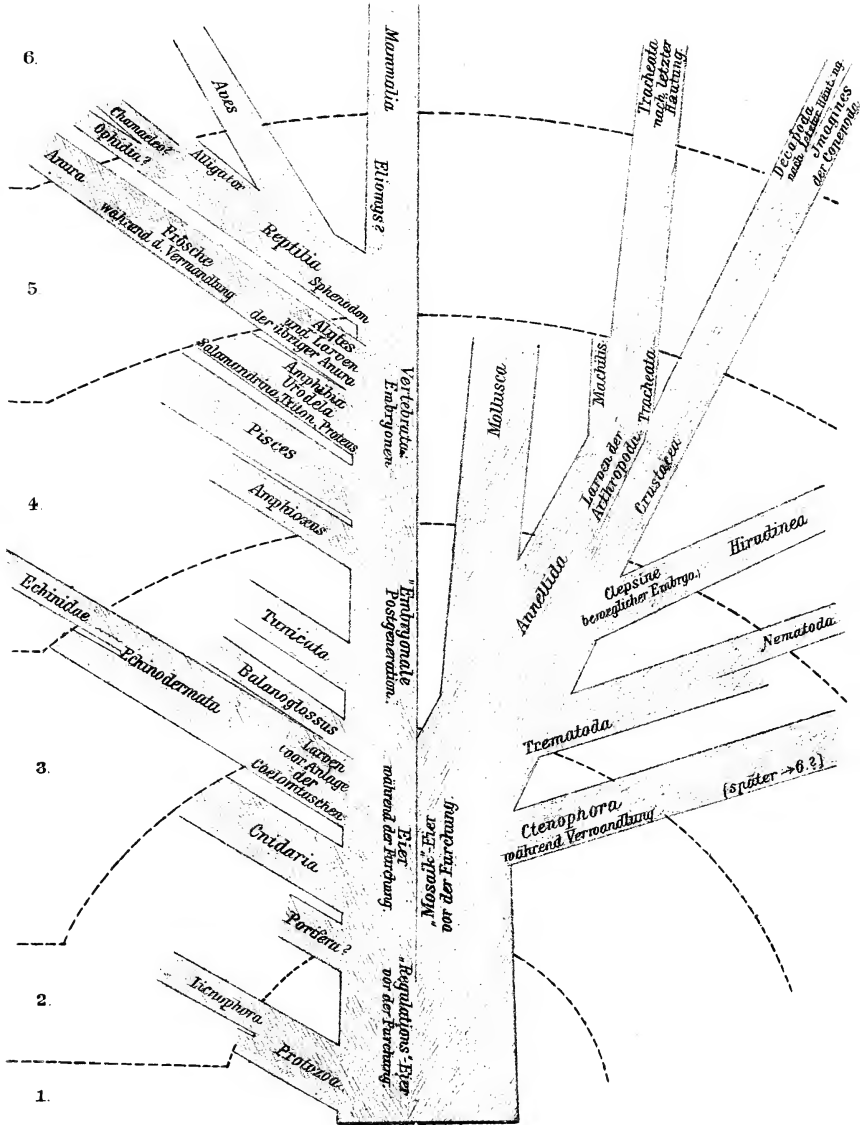 6.
5.
4.
3.
2.
1.
Mammalia
Eliomys?
Aves
Chamaeleo?
Ophidia?
Alligator
Reptilia
Sphenodon
Anura
Frösche
während d. Verwandlung
Alytes
und Larven
der übriger Anura
Amphibia
Urodela
Salamandrina, Triton, Proteus
Pisces
Amphioxus
Vertebrata-
Embryonen.
Tunicata
Balanoglossus
Echinidae
Echinodermata
Larven
vor Anlage
der
Coelomtaschen
Cnidaria
Porifera?
Licnophora
Protozoa
„Embryonale
Postgeneration.
Eier
während der Furchung.
„Regulations"-Eier
vor der Furchung.
„Mosaik"-Eier
vor der Furchung.
Mollusca
Machilis
Tracheata
nach letzter
Häutung.
Tracheata
Larven der
Arthropoda
Crustacea
Decapoda
nach letzter Häutung.
Imagines
der Copepoda
Annellida
Hirudinea
Clepsine
bezüglicher Embryo.)
Nematoda
Trematoda
Ctenophora
während Verwandlung
(später→6.?)